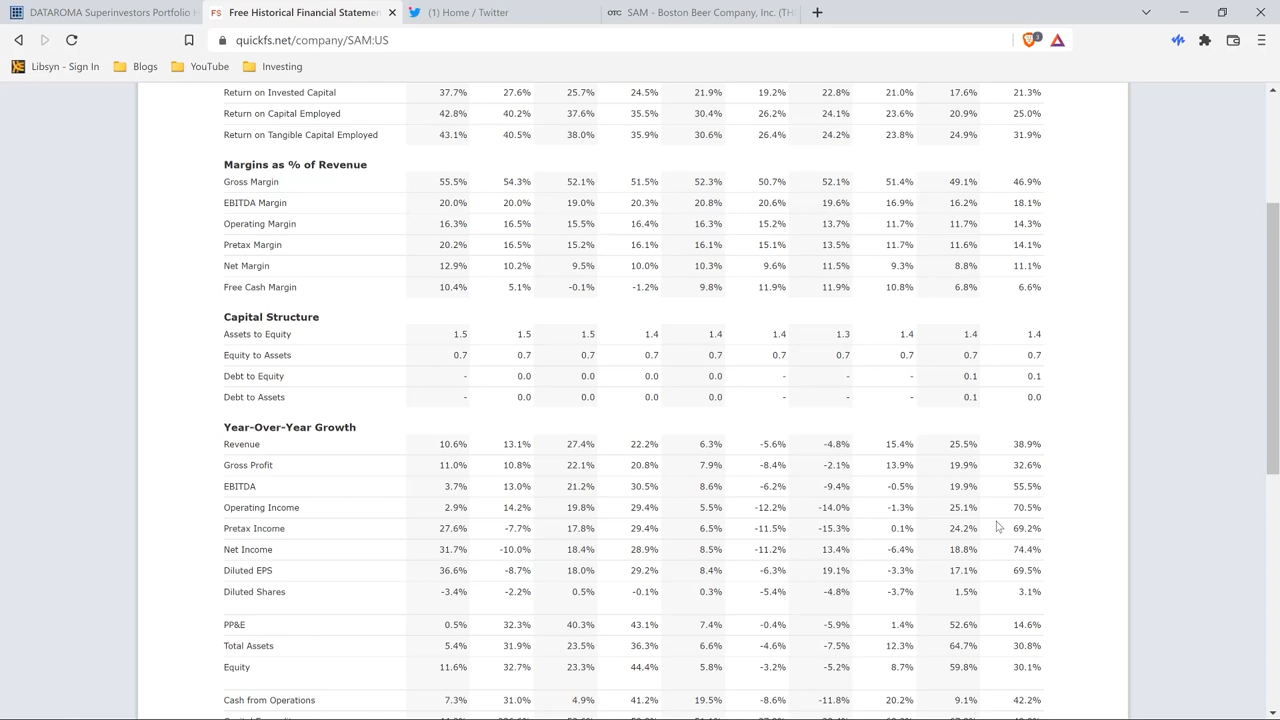 DATAROMA Superinvestors Portfolio H
FS Free Historical Financial Statemen
(1) Home / Twitter
OTC SAM - Boston Beer Company, Inc. (TH
quickfs.net/company/SAM:US
Libsyn - Sign In Blogs YouTube Investing
Return on Invested Capital 37.7% 27.6% 25.7% 24.5% 21.9% 19.2% 22.8% 21.0% 17.6% 21.3%
Return on Capital Employed 42.8% 40.2% 37.6% 35.5% 30.4% 26.2% 24.1% 23.6% 20.9% 25.0%
Return on Tangible Capital Employed 43.1% 40.5% 38.0% 35.9% 30.6% 26.4% 24.2% 23.8% 24.9% 31.9%
Margins as % of Revenue
Gross Margin 55.5% 54.3% 52.1% 51.5% 52.3% 50.7% 52.1% 51.4% 49.1% 46.9%
EBITDA Margin 20.0% 20.0% 19.0% 20.3% 20.8% 20.6% 19.6% 16.9% 16.2% 18.1%
Operating Margin 16.3% 16.5% 15.5% 16.4% 16.3% 15.2% 13.7% 11.7% 11.7% 14.3%
Pretax Margin 20.2% 16.5% 15.2% 16.1% 16.1% 15.1% 13.5% 11.7% 11.6% 14.1%
Net Margin 12.9% 10.2% 9.5% 10.0% 10.3% 9.6% 11.5% 9.3% 8.8% 11.1%
Free Cash Margin 10.4% 5.1% -0.1% -1.2% 9.8% 11.9% 11.9% 10.8% 6.8% 6.6%
Capital Structure
Assets to Equity 1.5 1.5 1.5 1.4 1.4 1.4 1.3 1.4 1.4 1.4
Equity to Assets 0.7 0.7 0.7 0.7 0.7 0.7 0.7 0.7 0.7 0.7
Debt to Equity - 0.0 0.0 0.0 0.0 - - - 0.1 0.1
Debt to Assets - 0.0 0.0 0.0 0.0 - - - 0.1 0.0
Year-Over-Year Growth
Revenue 10.6% 13.1% 27.4% 22.2% 6.3% -5.6% -4.8% 15.4% 25.5% 38.9%
Gross Profit 11.0% 10.8% 22.1% 20.8% 7.9% -8.4% -2.1% 13.9% 19.9% 32.6%
EBITDA 3.7% 13.0% 21.2% 30.5% 8.6% -6.2% -9.4% -0.5% 19.9% 55.5%
Operating Income 2.9% 14.2% 19.8% 29.4% 5.5% -12.2% -14.0% -1.3% 25.1% 70.5%
Pretax Income 27.6% -7.7% 17.8% 29.4% 6.5% -11.5% -15.3% 0.1% 24.2% 69.2%
Net Income 31.7% -10.0% 18.4% 28.9% 8.5% -11.2% 13.4% -6.4% 18.8% 74.4%
Diluted EPS 36.6% -8.7% 18.0% 29.2% 8.4% -6.3% 19.1% -3.3% 17.1% 69.5%
Diluted Shares -3.4% -2.2% 0.5% -0.1% 0.3% -5.4% -4.8% -3.7% 1.5% 3.1%
PP&E 0.5% 32.3% 40.3% 43.1% 7.4% -0.4% -5.9% 1.4% 52.6% 14.6%
Total Assets 5.4% 31.9% 23.5% 36.3% 6.6% -4.6% -7.5% 12.3% 64.7% 30.8%
Equity 11.6% 32.7% 23.3% 44.4% 5.8% -3.2% -5.2% 8.7% 59.8% 30.1%
Cash from Operations 7.3% 31.0% 4.9% 41.2% 19.5% -8.6% -11.8% 20.2% 9.1% 42.2%